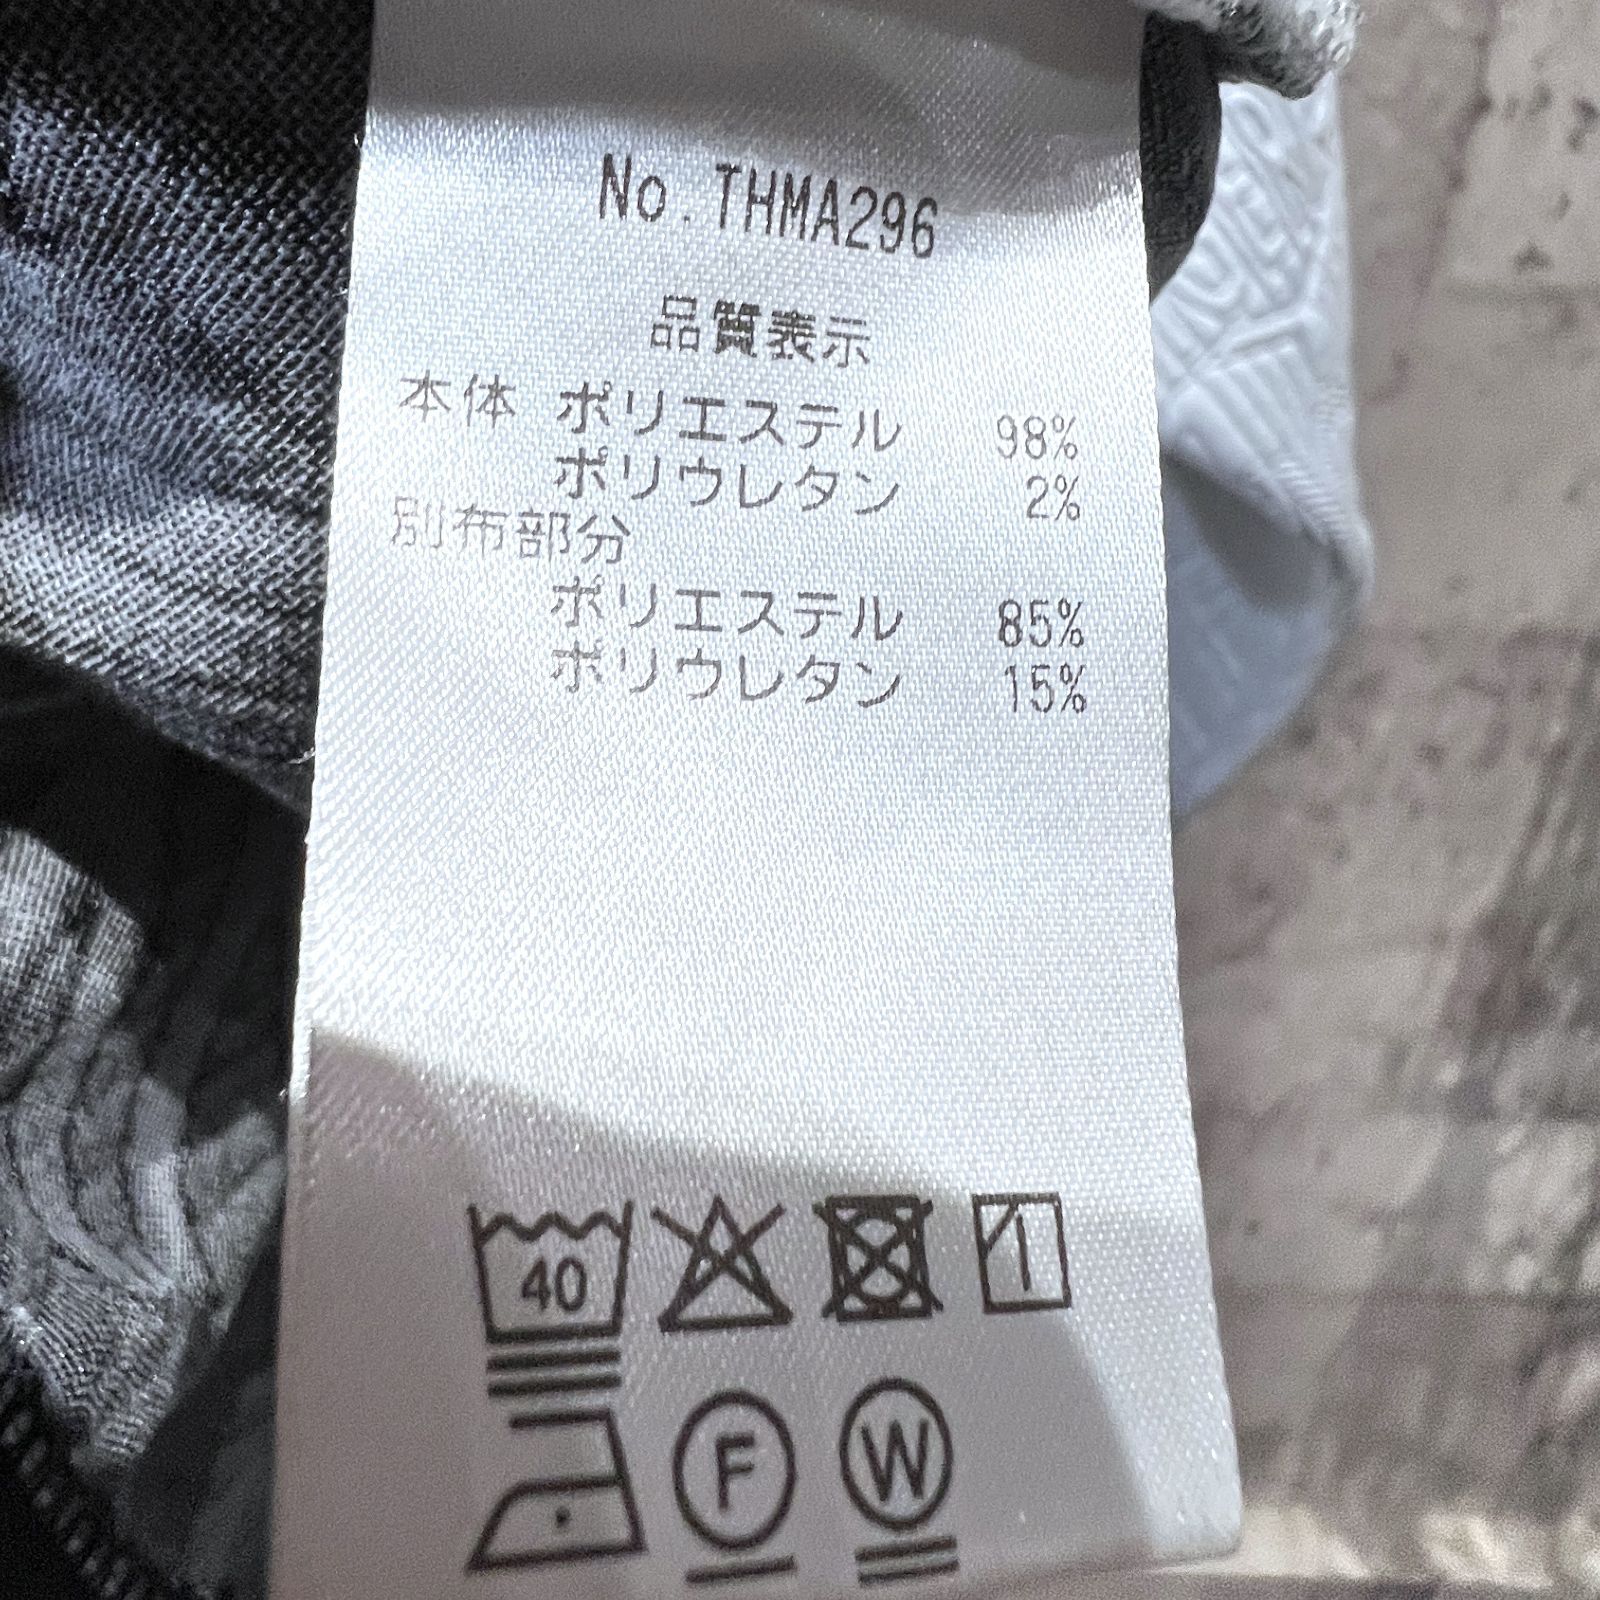 No.THMA296
品質表示
本体 ポリエステル 98%
ポリウレタン 2%
別布部分
ポリエステル 85%
ポリウレタン 15%
40
F
W